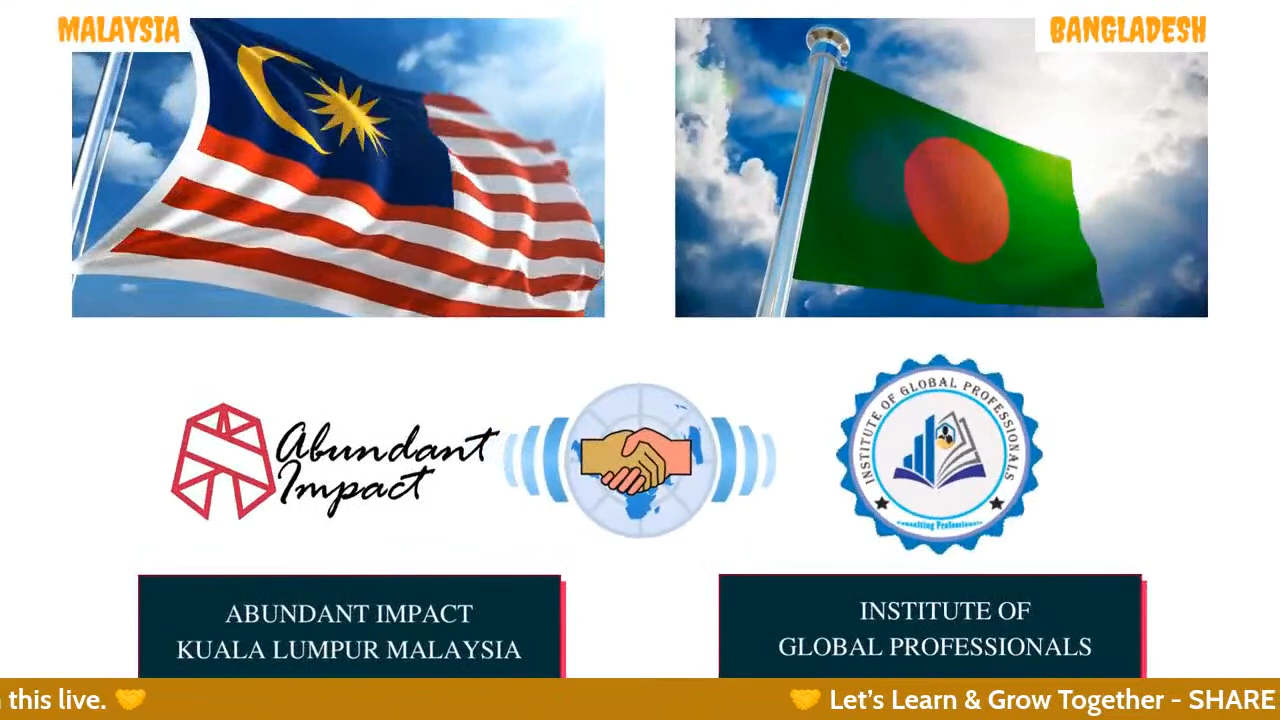 MALAYSIA
BANGLADESH
Abundant
Impact
INSTITUTE OF GLOBAL PROFESSIONALS
ABUNDANT IMPACT
KUALA LUMPUR MALAYSIA
INSTITUTE OF
GLOBAL PROFESSIONALS
this live. 🤝
🤝 Let's Learn & Grow Together - SHARE